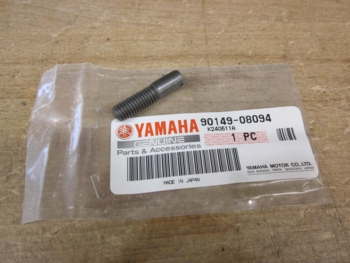 YAMAHA 90149-08094
K240611A
GENUINE 1 PC
Parts & Accessories
YAMAHA MOTOR CO., LTD.
MADE IN JAPAN